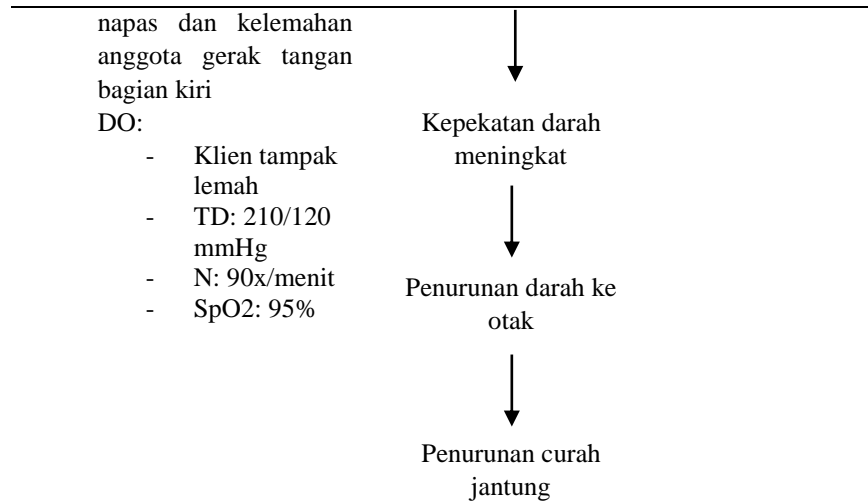 napas dan kelemahan
anggota gerak tangan
bagian kiri
DO:
- Klien tampak
lemah
- TD: 210/120
mmHg
- N: 90x/menit
- SpO2: 95%
Kepekatan darah
meningkat
Penurunan darah ke
otak
Penurunan curah
jantung